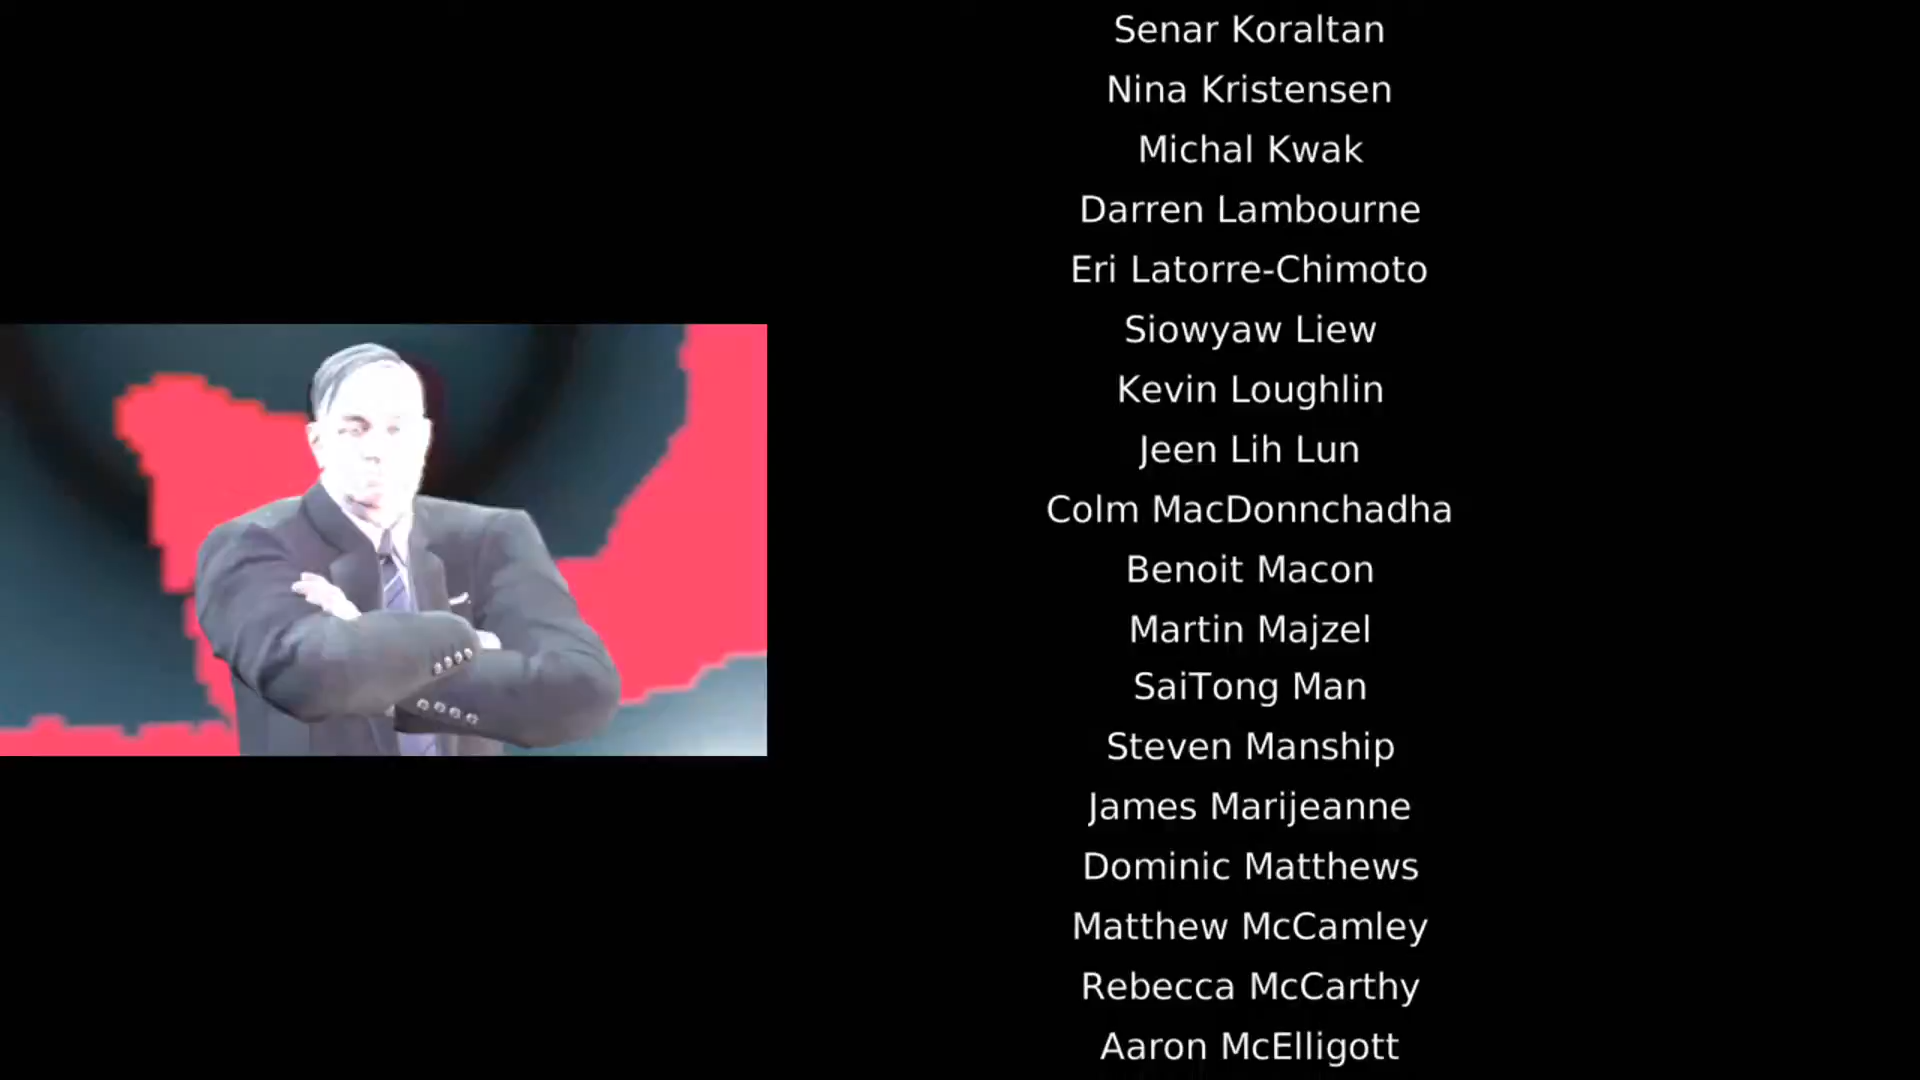 Senar Koraltan
Nina Kristensen
Michal Kwak
Darren Lambourne
Eri Latorre-Chimoto
Siowyaw Liew
Kevin Loughlin
Jeen Lih Lun
Colm MacDonnchadha
Benoit Macon
Martin Majzel
SaiTong Man
Steven Manship
James Marijeanne
Dominic Matthews
Matthew McCamley
Rebecca McCarthy
Aaron McElligott